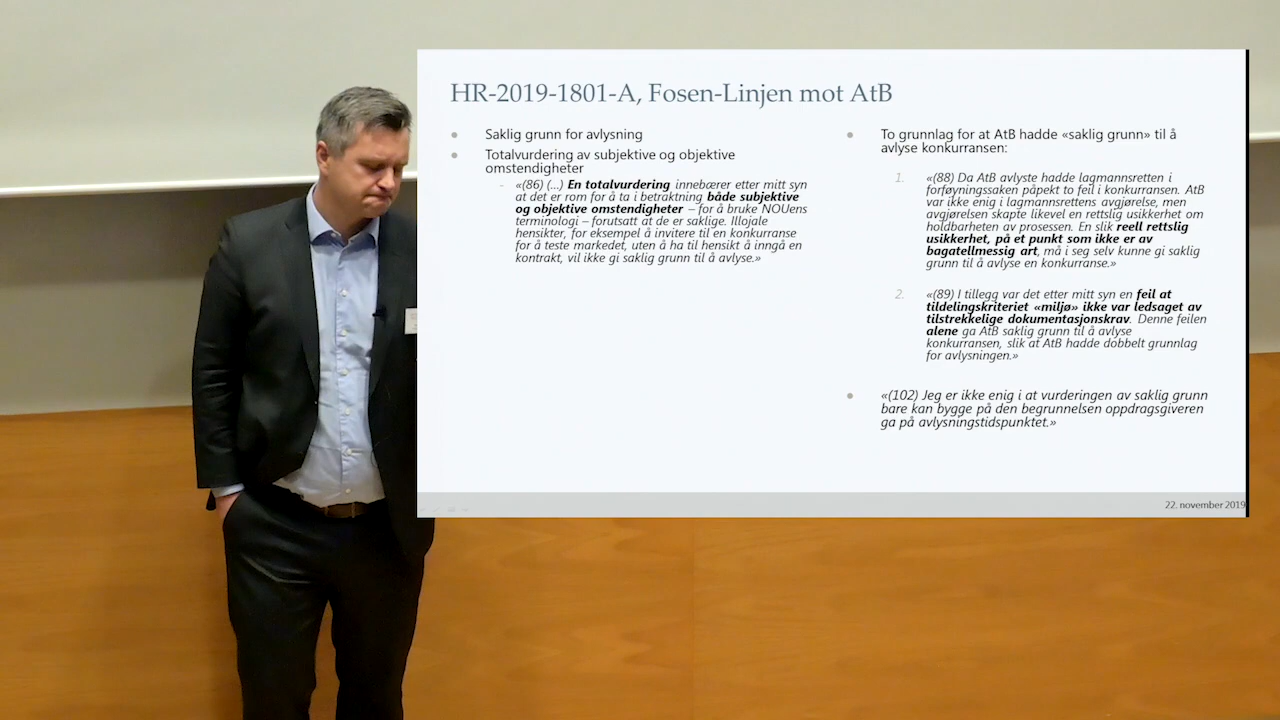 HR-2019-1801-A, Fosen-Linjen mot AtB
• Saklig grunn for avlysning
• Totalvurdering av subjektive og objektive
omstendigheter
- «(86) (...) En totalvurdering innebærer etter mitt syn
at det er rom for å ta i betraktning både subjektive
og objektive omstendigheter – for å bruke NOUens
terminologi – forutsatt at de er saklige. Illojale
hensikter, for eksempel å invitere til en konkurranse
for å teste markedet, uten å ha til hensikt å inngå en
kontrakt, vil ikke gi saklig grunn til å avlyse.»
• To grunnlag for at AtB hadde «saklig grunn» til å
avlyse konkurransen:
1. «(88) Da AtB avlyste hadde lagmannsretten i
forføyningssaken påpekt to feil i konkurransen. AtB
var ikke enig i lagmannsrettens avgjørelse, men
avgjørelsen skapte likevel en rettslig usikkerhet om
holdbarheten av prosessen. En slik reell rettslig
usikkerhet, på et punkt som ikke er av
bagatellmessig art, må i seg selv kunne gi saklig
grunn til å avlyse en konkurranse.»
2. «(89) I tillegg var det etter mitt syn en feil at
tildelingskriteriet «miljø» ikke var ledsaget av
tilstrekkelige dokumentasjonskrav. Denne feilen
alene ga AtB saklig grunn til å avlyse
konkurransen, slik at AtB hadde dobbelt grunnlag
for avlysningen.»
• «(102) Jeg er ikke enig i at vurderingen av saklig grunn
bare kan bygge på den begrunnelsen oppdragsgiveren
ga på avlysningstidspunktet.»
22. november 2019